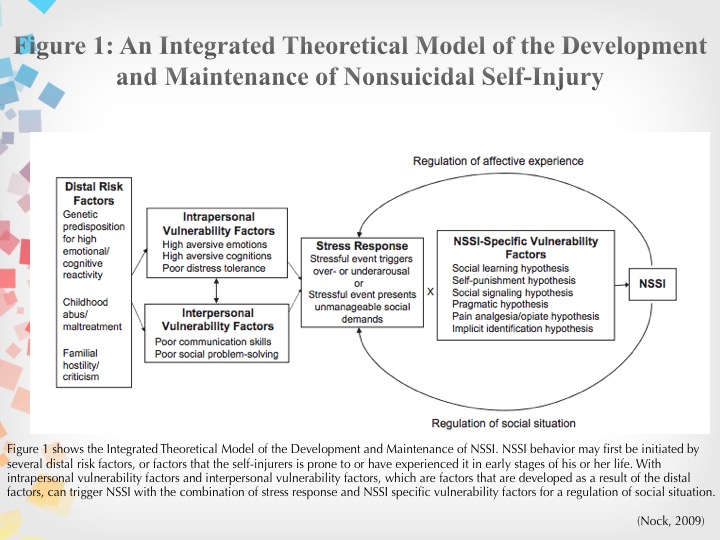 Figure 1: An Integrated Theoretical Model of the Development
and Maintenance of Nonsuicidal Self-Injury
Regulation of affective experience
Distal Risk
Factors
Genetic
predisposition
for high
emotional/
cognitive
reactivity
Childhood
abus/
maltreatment
Familial
hostility/
criticism
Intrapersonal
Vulnerability Factors
High aversive emotions
High aversive cognitions
Poor distress tolerance
Interpersonal
Vulnerability Factors
Poor communication skills
Poor social problem-solving
Stress Response
Stressful event triggers
over- or underarousal
or
Stressful event presents
unmanageable social
demands
X
NSSI-Specific Vulnerability
Factors
Social learning hypothesis
Self-punishment hypothesis
Social signaling hypothesis
Pragmatic hypothesis
Pain analgesia/opiate hypothesis
Implicit identification hypothesis
NSSI
Regulation of social situation
Figure 1 shows the Integrated Theoretical Model of the Development and Maintenance of NSSI. NSSI behavior may first be initiated by
several distal risk factors, or factors that the self-injurers is prone to or have experienced it in early stages of his or her life. With
intrapersonal vulnerability factors and interpersonal vulnerability factors, which are factors that are developed as a result of the distal
factors, can trigger NSSI with the combination of stress response and NSSI specific vulnerability factors for a regulation of social situation.
(Nock, 2009)